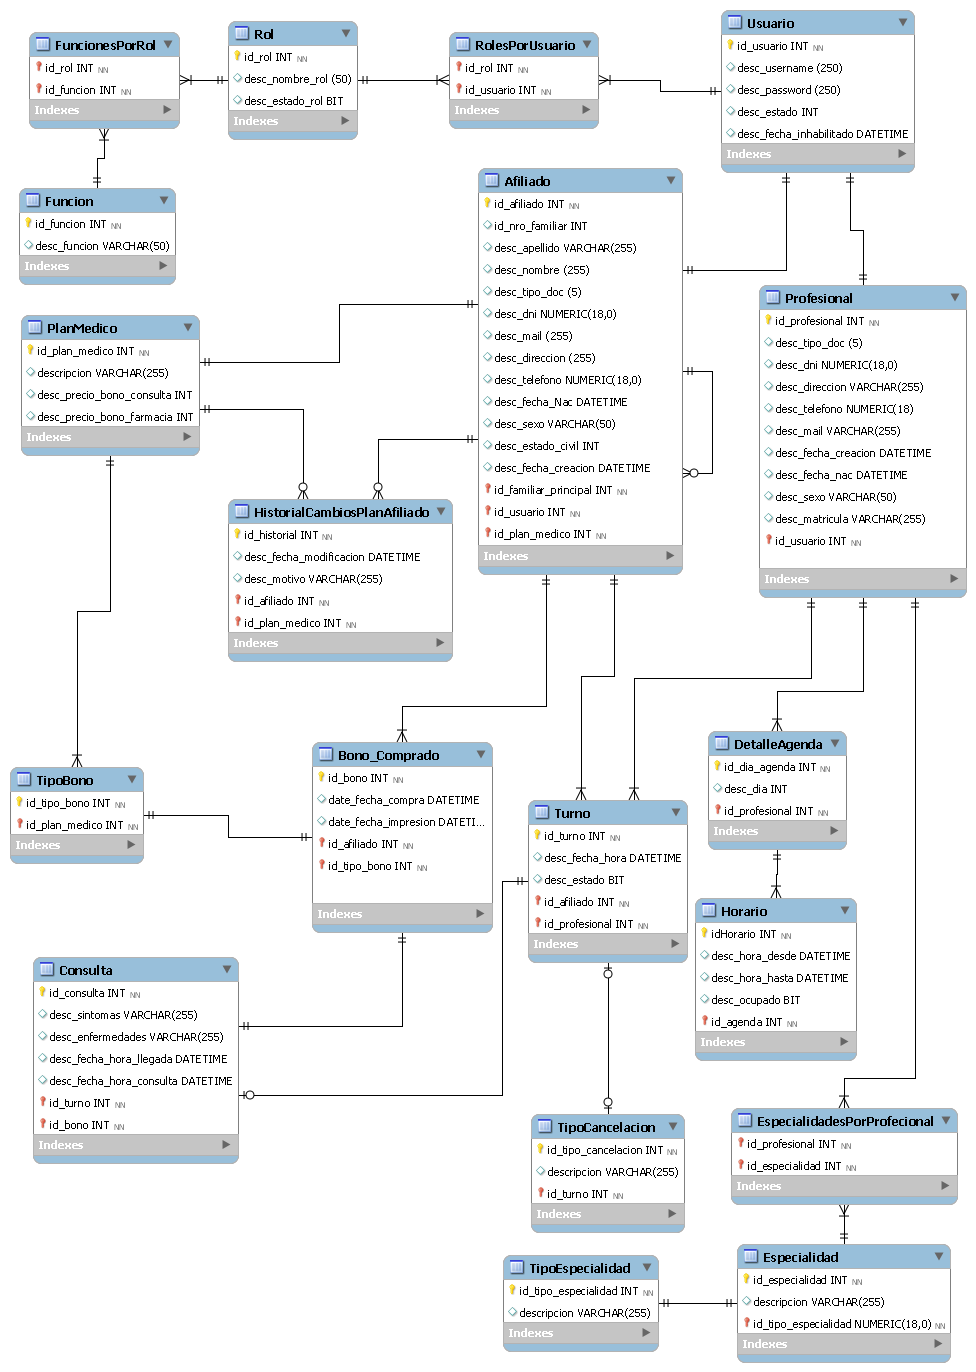 FuncionesPorRol
id_rol INT NN
id_funcion INT NN
Indexes
Rol
id_rol INT NN
desc_nombre_rol (50)
desc_estado_rol BIT
Indexes
RolesPorUsuario
id_rol INT NN
id_usuario INT NN
Indexes
Usuario
id_usuario INT NN
desc_username (250)
desc_password (250)
desc_estado INT
desc_fecha_inhabilitado DATETIME
Indexes
Funcion
id_funcion INT NN
desc_funcion VARCHAR(50)
Indexes
Afiliado
id_afiliado INT NN
id_nro_familiar INT
desc_apellido VARCHAR(255)
desc_nombre (255)
desc_tipo_doc (5)
desc_dni NUMERIC(18,0)
desc_mail (255)
desc_direccion (255)
desc_telefono NUMERIC(18,0)
desc_fecha_Nac DATETIME
desc_sexo VARCHAR(50)
desc_estado_civil INT
desc_fecha_creacion DATETIME
id_familiar_principal INT NN
id_usuario INT NN
id_plan_medico INT NN
Indexes
Profesional
id_profesional INT NN
desc_tipo_doc (5)
desc_dni NUMERIC(18,0)
desc_direccion VARCHAR(255)
desc_telefono NUMERIC(18)
desc_mail VARCHAR(255)
desc_fecha_creacion DATETIME
desc_fecha_nac DATETIME
desc_sexo VARCHAR(50)
desc_matricula VARCHAR(255)
id_usuario INT NN
Indexes
PlanMedico
id_plan_medico INT NN
descripcion VARCHAR(255)
desc_precio_bono_consulta INT
desc_precio_bono_farmacia INT
Indexes
HistorialCambiosPlanAfiliado
id_historial INT NN
desc_fecha_modificacion DATETIME
desc_motivo VARCHAR(255)
id_afiliado INT NN
id_plan_medico INT NN
Indexes
TipoBono
id_tipo_bono INT NN
id_plan_medico INT NN
Indexes
Bono_Comprado
id_bono INT NN
date_fecha_compra DATETIME
date_fecha_impresion DATETI...
id_afiliado INT NN
id_tipo_bono INT NN
Indexes
Turno
id_turno INT NN
desc_fecha_hora DATETIME
desc_estado BIT
id_afiliado INT NN
id_profesional INT NN
Indexes
DetalleAgenda
id_dia_agenda INT NN
desc_dia INT
id_profesional INT NN
Indexes
Horario
idHorario INT NN
desc_hora_desde DATETIME
desc_hora_hasta DATETIME
desc_ocupado BIT
id_agenda INT NN
Indexes
Consulta
id_consulta INT NN
desc_sintomas VARCHAR(255)
desc_enfermedades VARCHAR(255)
desc_fecha_hora_llegada DATETIME
desc_fecha_hora_consulta DATETIME
id_turno INT NN
id_bono INT NN
Indexes
TipoCancelacion
id_tipo_cancelacion INT NN
descripcion VARCHAR(255)
id_turno INT NN
Indexes
EspecialidadesPorProfecional
id_profesional INT NN
id_especialidad INT NN
Indexes
TipoEspecialidad
id_tipo_especialidad INT NN
descripcion VARCHAR(255)
Indexes
Especialidad
id_especialidad INT NN
descripcion VARCHAR(255)
id_tipo_especialidad NUMERIC(18,0) NN
Indexes